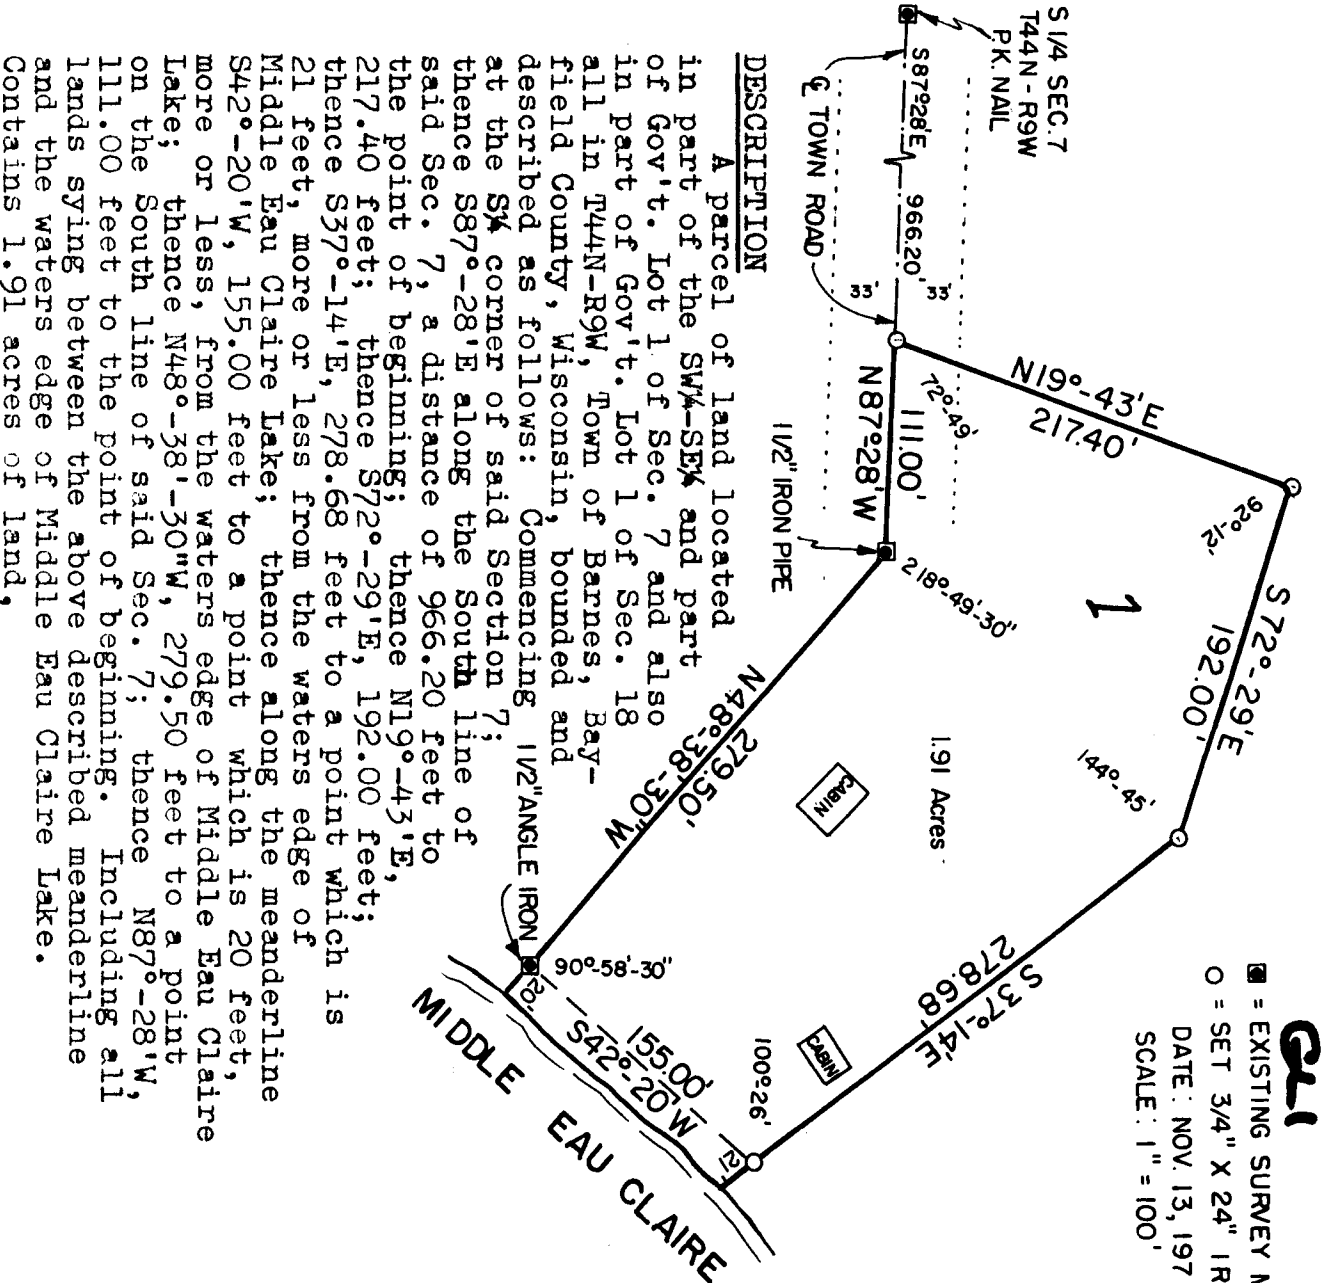 GL1
▣ = EXISTING SURVEY
O = SET 3/4" X 24"
DATE: NOV. 13, 197
SCALE: 1" = 100'
S 1/4 SEC. 7
T44N - R9W
P.K. NAIL
S87°28'E 966.20'
℄ TOWN ROAD
33'
33'
N19°-43'E
217.40'
92°-12'
72°-49'
111.00'
N87°28'W
1 1/2" IRON PIPE
218°-49'-30"
1
S72°-29'E
192.00'
144°-45'
1.91 Acres
CABIN
S37°-14'E
278.68'
CABIN
100°-26'
21'
155.00'
S42°-20'W
20'
90°-58'-30"
N48°-38'-30"W
279.50'
1 1/2" ANGLE IRON
MIDDLE EAU CLAIRE
DESCRIPTION
A parcel of land located
in part of the SW¼-SE¼ and part
of Gov't. Lot 1 of Sec. 7 and also
in part of Gov't. Lot 1 of Sec. 18
all in T44N-R9W, Town of Barnes, Bay-
field County, Wisconsin, bounded and
described as follows: Commencing
at the S¼ corner of said Section 7;
thence S87°-28'E along the South line of
said Sec. 7, a distance of 966.20 feet to
the point of beginning; thence N19°-43'E,
217.40 feet; thence S72°-29'E, 192.00 feet;
thence S37°-14'E, 278.68 feet to a point which is
21 feet, more or less from the waters edge of
Middle Eau Claire Lake; thence along the meanderline
S42°-20'W, 155.00 feet to a point which is 20 feet,
more or less, from the waters edge of Middle Eau Claire
Lake; thence N48°-38'-30"W, 279.50 feet to a point
on the South line of said Sec. 7; thence N87°-28'W,
111.00 feet to the point of beginning. Including all
lands sying between the above described meanderline
and the waters edge of Middle Eau Claire Lake.
Contains 1.91 acres of land,